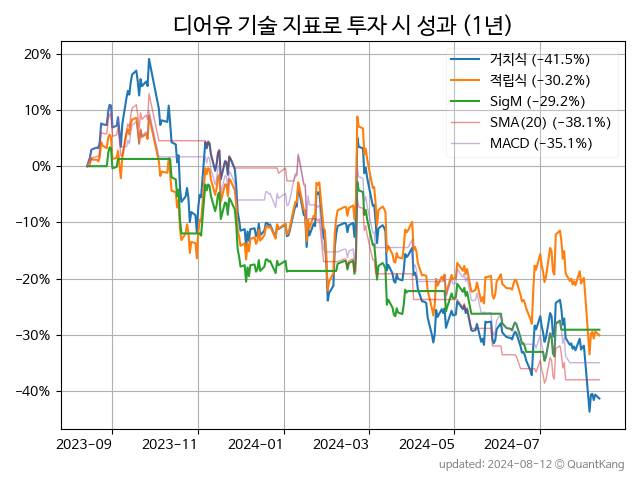 디어유 기술 지표로 투자 시 성과 (1년)
20%
10%
0%
−10%
−20%
−30%
−40%
거치식 (−41.5%)
적립식 (−30.2%)
SigM (−29.2%)
SMA(20) (−38.1%)
MACD (−35.1%)
2023-09
2023-11
2024-01
2024-03
2024-05
2024-07
updated: 2024-08-12 © QuantKang